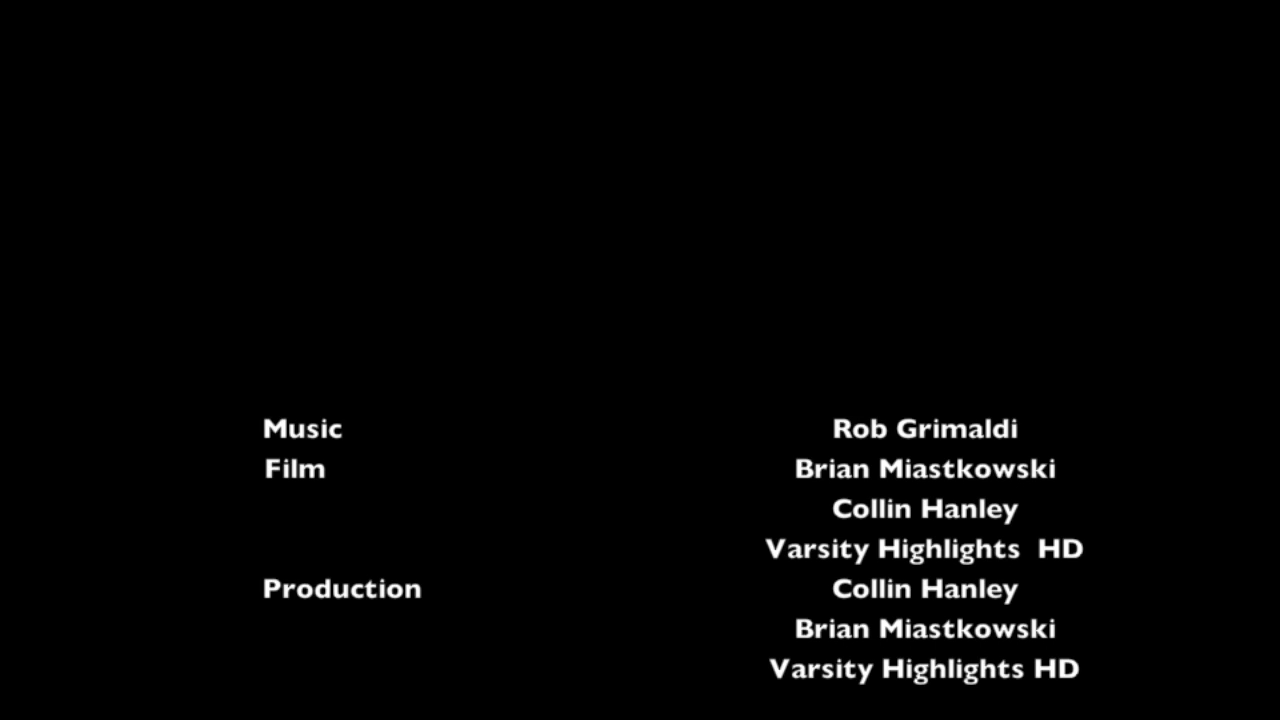 Music Rob Grimaldi
Film Brian Miastkowski
Collin Hanley
Varsity Highlights  HD
Production Collin Hanley
Brian Miastkowski
Varsity Highlights HD